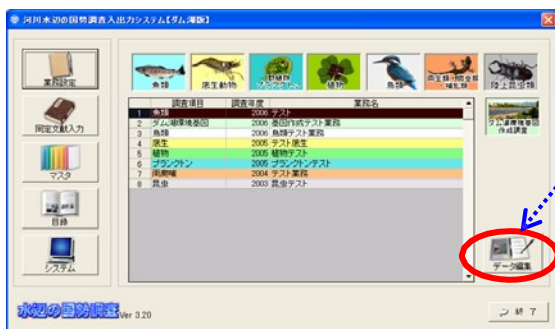 河川水辺の国勢調査入出力システム【ダム湖版】
業務設定
同定文献入力
マスタ
目録
システム
魚類
底生動物
動植物プランクトン
植物
鳥類
両生類・爬虫類・哺乳類
陸上昆虫類
調査項目 調査年度 業務名
1 魚類 2006 テスト
2 ダム湖環境基図 2006 基図作成テスト業務
3 鳥類 2006 鳥類テスト業務
4 底生 2005 テスト底生
5 植物 2005 植物テスト
6 プランクトン 2005 プランクトンテスト
7 両爬哺 2004 テスト業務
8 昆虫 2003 昆虫テスト
ダム湖環境基図
作成調査
データ編集
水辺の国勢調査 Ver 3.20
終了